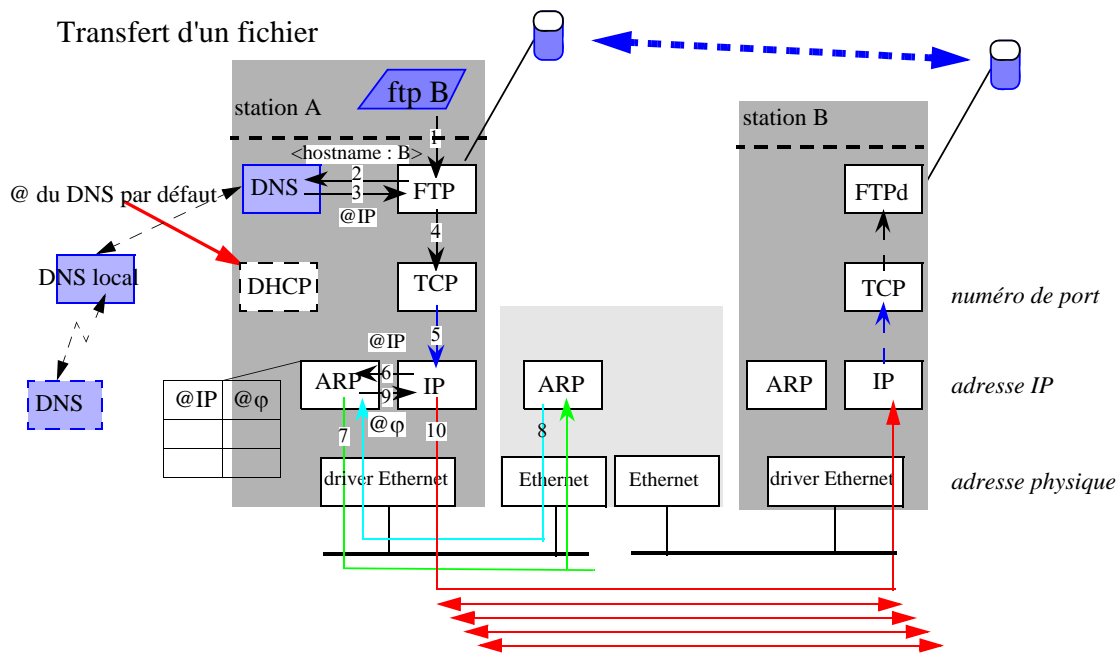 Transfert d'un fichier
ftp B
station A
station B
1
<hostname : B>
2
DNS
FTP
FTPd
3
@ du DNS par défaut
@IP
4
DNS local
DHCP
TCP
TCP
numéro de port
5
@IP
6
ARP
IP
ARP
ARP
IP
adresse IP
9
DNS
@IP
@φ
@φ
7
10
8
driver Ethernet
Ethernet
Ethernet
driver Ethernet
adresse physique